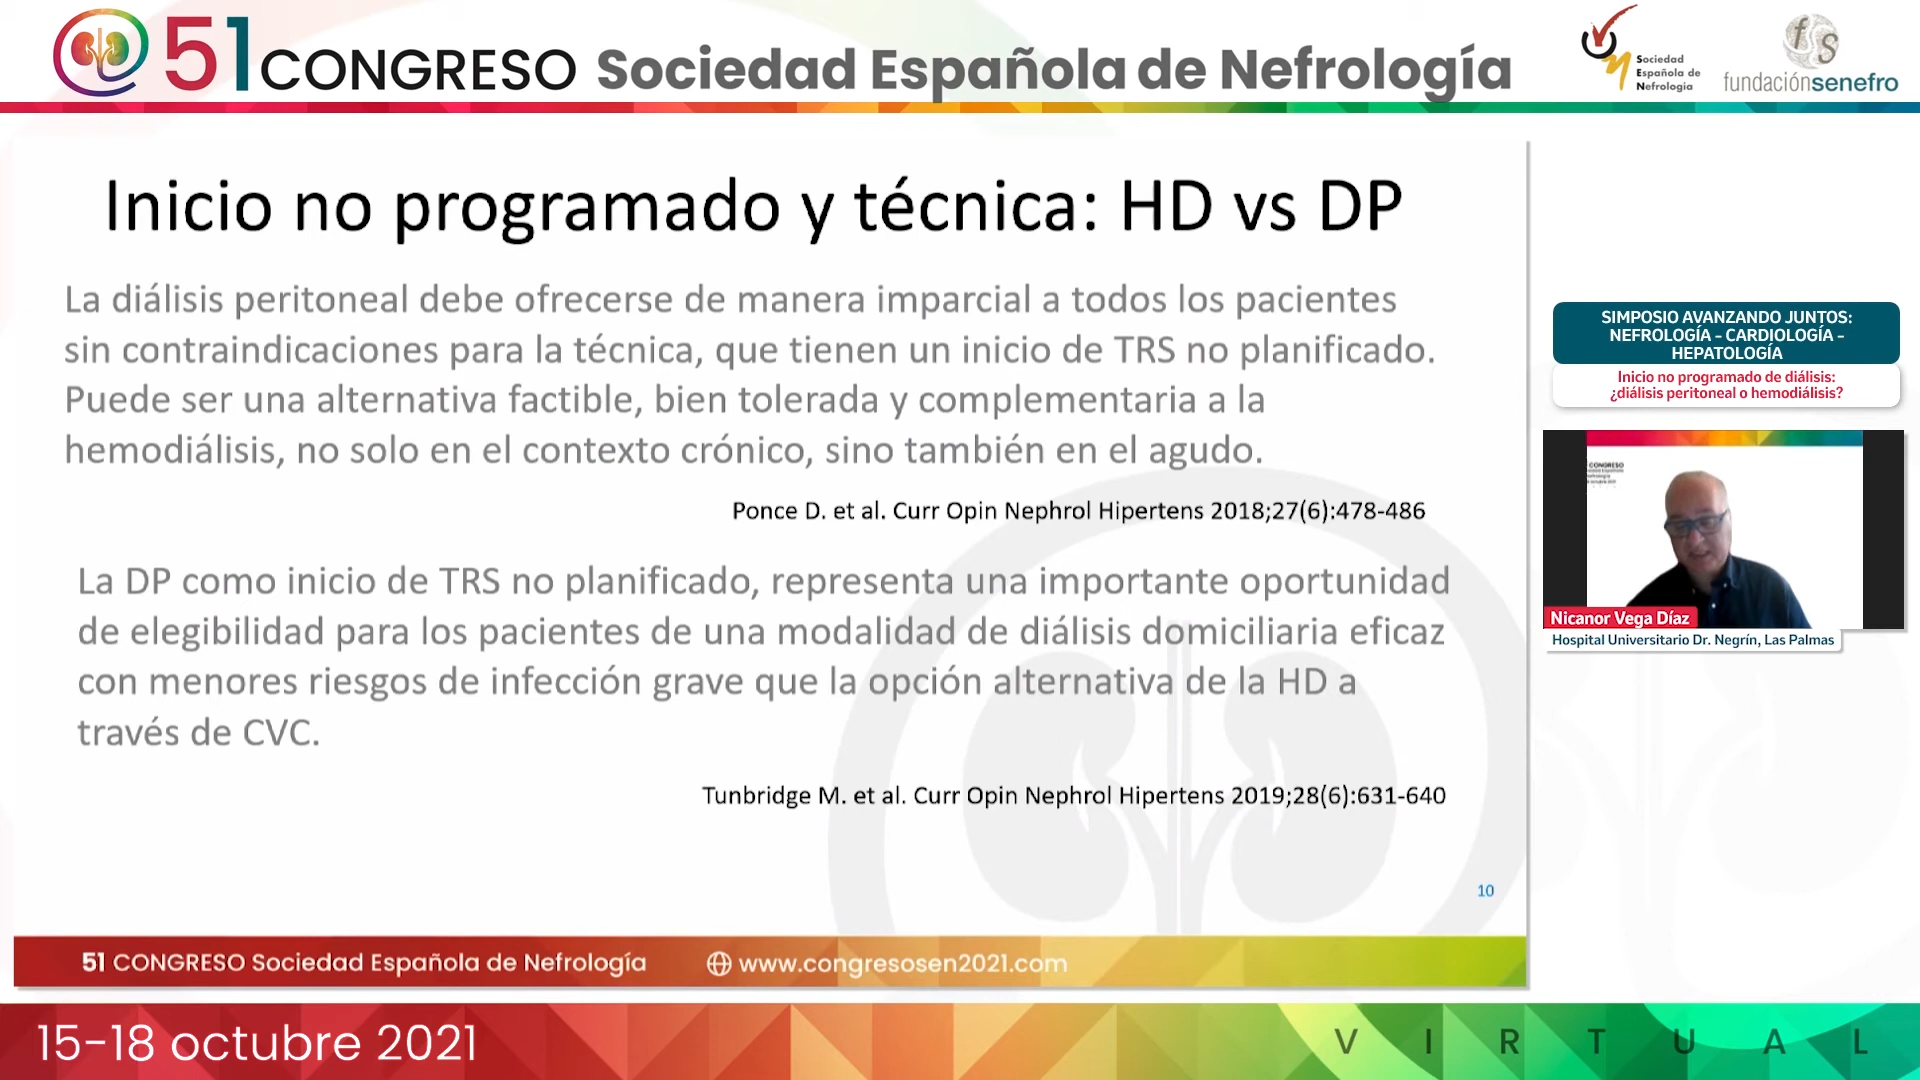 51 CONGRESO Sociedad Española de Nefrología
Sociedad
Española de
Nefrología
fs
fundaciónsenefro
Inicio no programado y técnica: HD vs DP
La diálisis peritoneal debe ofrecerse de manera imparcial a todos los pacientes
sin contraindicaciones para la técnica, que tienen un inicio de TRS no planificado.
Puede ser una alternativa factible, bien tolerada y complementaria a la
hemodiálisis, no solo en el contexto crónico, sino también en el agudo.
Ponce D. et al. Curr Opin Nephrol Hipertens 2018;27(6):478-486
La DP como inicio de TRS no planificado, representa una importante oportunidad
de elegibilidad para los pacientes de una modalidad de diálisis domiciliaria eficaz
con menores riesgos de infección grave que la opción alternativa de la HD a
través de CVC.
Tunbridge M. et al. Curr Opin Nephrol Hipertens 2019;28(6):631-640
10
51 CONGRESO Sociedad Española de Nefrología
www.congresosen2021.com
SIMPOSIO AVANZANDO JUNTOS:
NEFROLOGÍA – CARDIOLOGÍA –
HEPATOLOGÍA
Inicio no programado de diálisis:
¿diálisis peritoneal o hemodiálisis?
CONGRESO
Nicanor Vega Díaz
Hospital Universitario Dr. Negrín, Las Palmas
15-18 octubre 2021
VIRTUAL